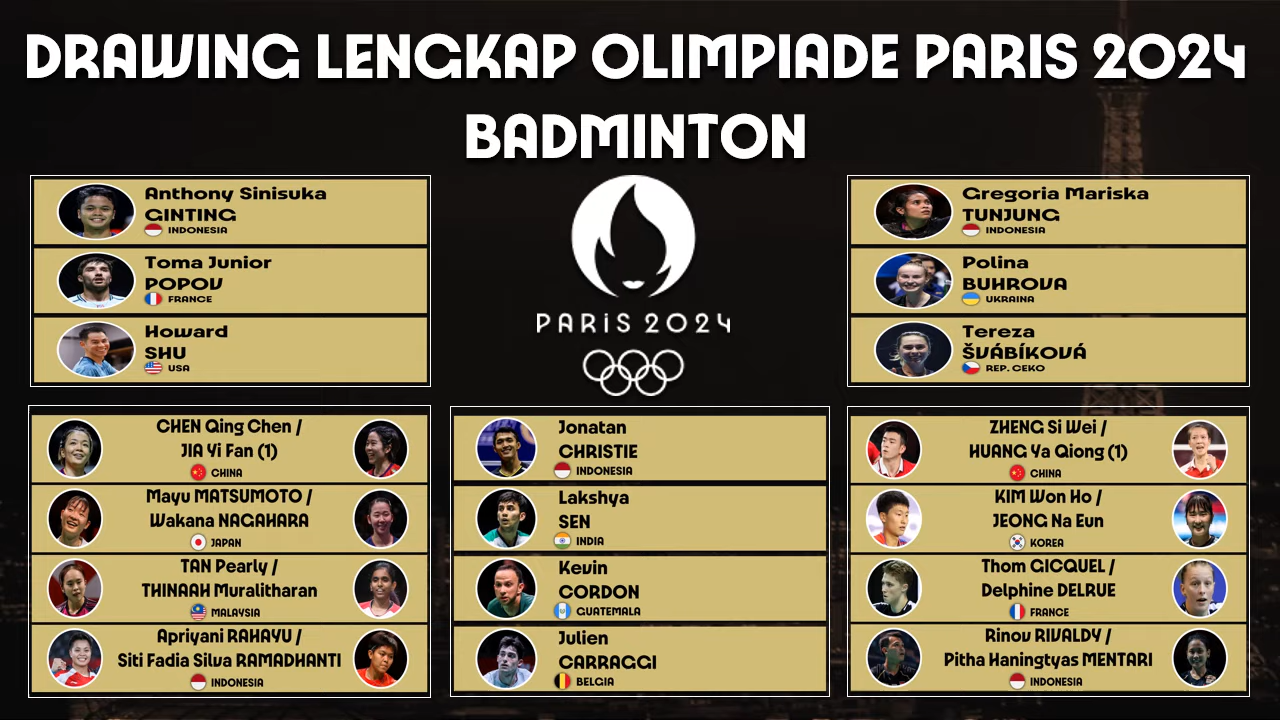 DRAWING LENGKAP OLIMPIADE PARIS 2024
BADMINTON
Anthony Sinisuka
GINTING
INDONESIA
Toma Junior
POPOV
FRANCE
Howard
SHU
USA
PARIS 2024
Gregoria Mariska
TUNJUNG
INDONESIA
Polina
BUHROVA
UKRAINA
Tereza
ŠVÁBÍKOVÁ
REP. CEKO
CHEN Qing Chen /
JIA Yi Fan (1)
CHINA
Mayu MATSUMOTO /
Wakana NAGAHARA
JAPAN
TAN Pearly /
THINAAH Muralitharan
MALAYSIA
Apriyani RAHAYU /
Siti Fadia Silva RAMADHANTI
INDONESIA
Jonatan
CHRISTIE
INDONESIA
Lakshya
SEN
INDIA
Kevin
CORDON
GUATEMALA
Julien
CARRAGGI
BELGIA
ZHENG Si Wei /
HUANG Ya Qiong (1)
CHINA
KIM Won Ho /
JEONG Na Eun
KOREA
Thom GICQUEL /
Delphine DELRUE
FRANCE
Rinov RIVALDY /
Pitha Haningtyas MENTARI
INDONESIA